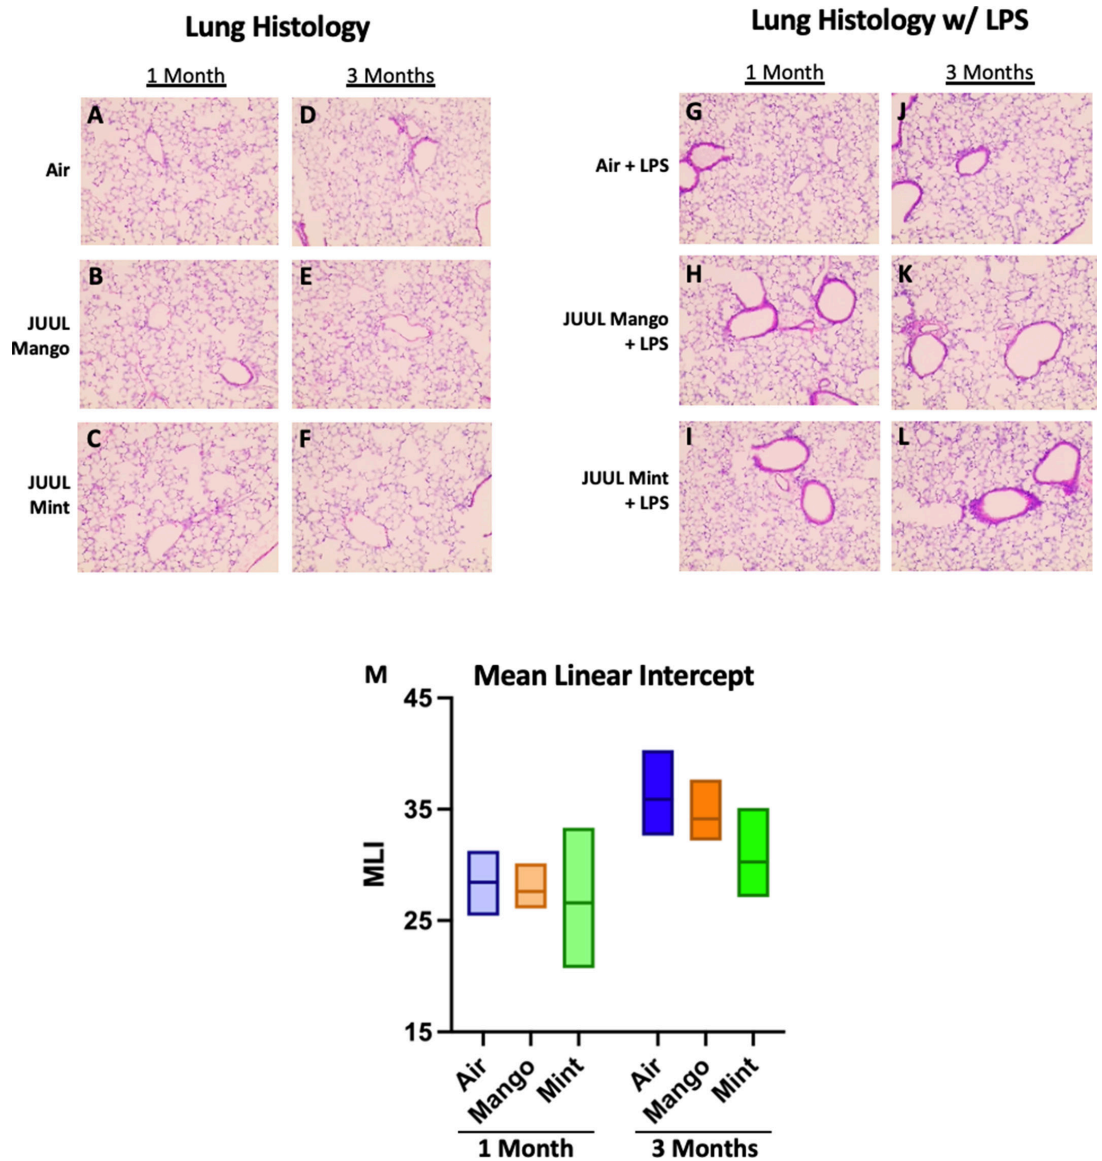 Lung Histology
1 Month
3 Months
Air
A
D
JUUL
Mango
B
E
JUUL
Mint
C
F
Lung Histology w/ LPS
1 Month
3 Months
Air + LPS
G
J
JUUL Mango
+ LPS
H
K
JUUL Mint
+ LPS
I
L
M
Mean Linear Intercept
MLI
45
35
25
15
Air
Mango
Mint
Air
Mango
Mint
1 Month
3 Months